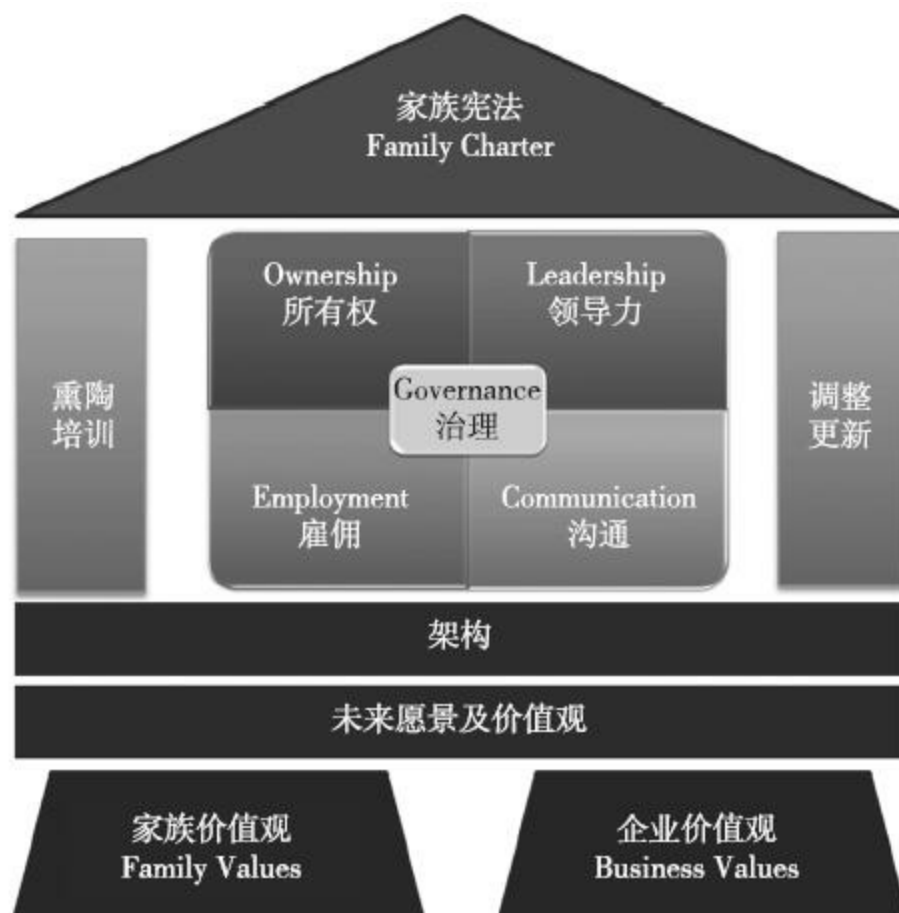 家族宪法
Family Charter
Ownership
所有权
Leadership
领导力
熏陶
培训
Governance
治理
调整
更新
Employment
雇佣
Communication
沟通
架构
未来愿景及价值观
家族价值观
Family Values
企业价值观
Business Values